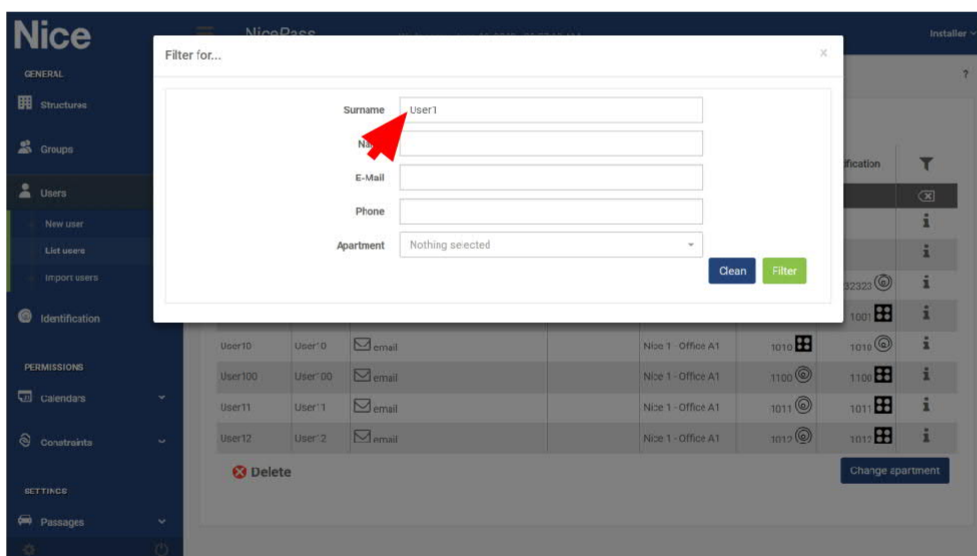 Nice
NicePass
Installer
Filter for...
×
GENERAL
?
Structures
Surname
User1
Groups
E-Mail
Users
Phone
New user
Apartment
Nothing selected
List users
Clean
Filter
Import users
32323
Identification
1001
User10
email
Nice 1 - Office A1
1010
1010
PERMISSIONS
User100
User100
email
Nice 1 - Office A1
1100
1100
Calendars
User11
email
Nice 1 - Office A1
1011
1011
Constraints
User12
email
Nice 1 - Office A1
1012
1012
Delete
Change apartment
SETTINGS
Passages